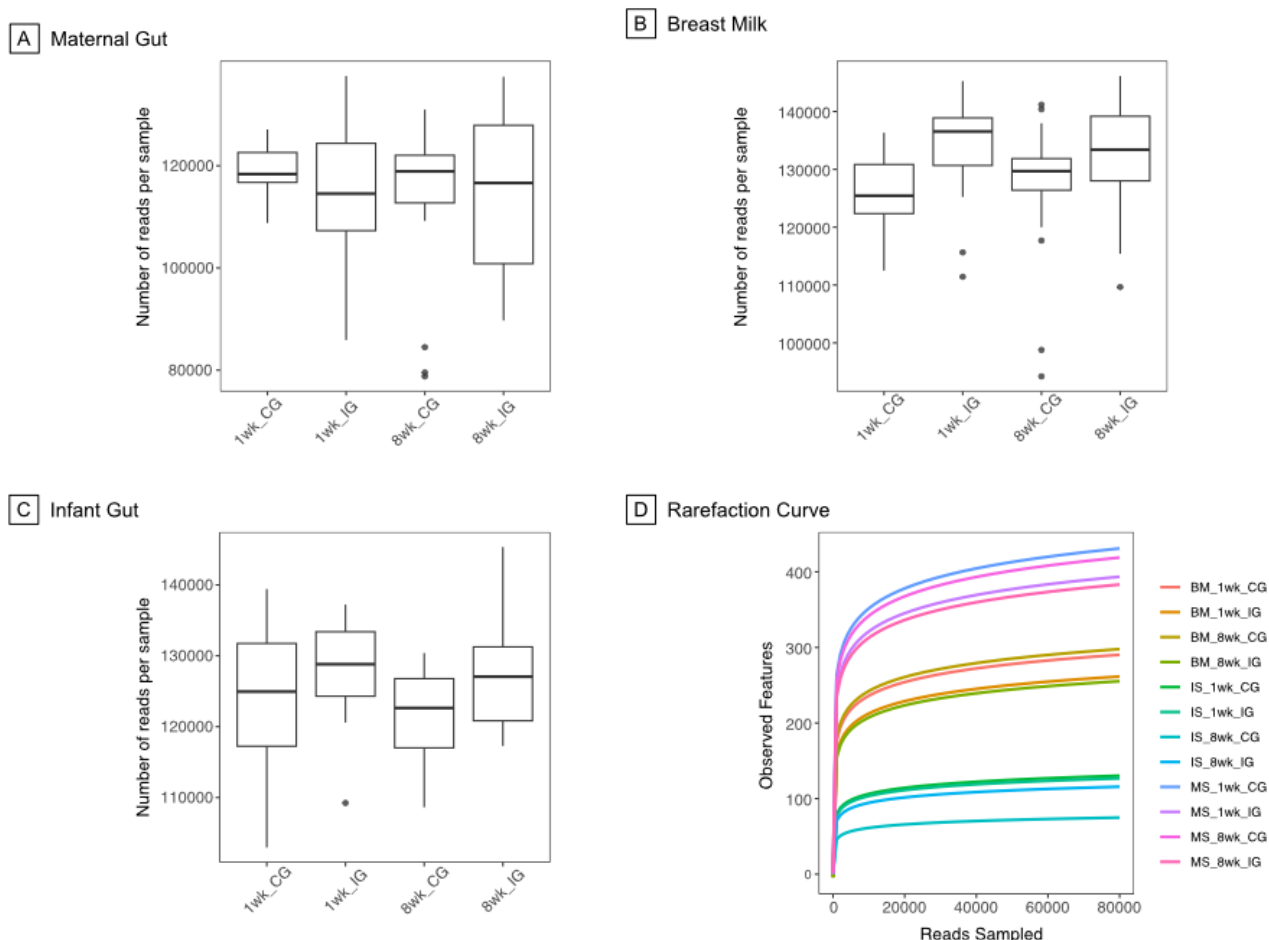 A Maternal Gut
Number of reads per sample
120000
100000
80000
1wk_CG
1wk_IG
8wk_CG
8wk_IG
B Breast Milk
Number of reads per sample
140000
130000
120000
110000
100000
1wk_CG
1wk_IG
8wk_CG
8wk_IG
C Infant Gut
Number of reads per sample
140000
130000
120000
110000
1wk_CG
1wk_IG
8wk_CG
8wk_IG
D Rarefaction Curve
Observed Features
400
300
200
100
0
0 20000 40000 60000 80000
Reads Sampled
BM_1wk_CG
BM_1wk_IG
BM_8wk_CG
BM_8wk_IG
IS_1wk_CG
IS_1wk_IG
IS_8wk_CG
IS_8wk_IG
MS_1wk_CG
MS_1wk_IG
MS_8wk_CG
MS_8wk_IG